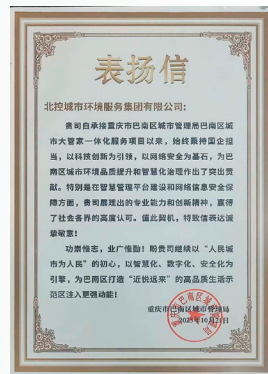 表扬信
北控城市环境服务集团有限公司：
贵司自承接重庆市巴南区城市管理局巴南区城
市大管家一体化服务项目以来，始终秉持国企担
当，以科技创新为引领，以网络安全为基石，为巴
南区城市环境品质提升和智慧化治理作出了突出贡
献。特别是在智慧管理平台建设和网络信息安全保
障方面，贵司展现出的专业能力和创新精神，赢得
了社会各界的高度认可。值此契机，特致信表达诚
挚敬意！
功崇惟志，业广惟勤！盼贵司继续以“人民城
市为人民”的初心，以智慧化、数字化、安全化为
引擎，为巴南区打造“近悦远来”的高品质生活示
范区注入更强动能！
重庆市巴南区城市管理局
2025年10月21日